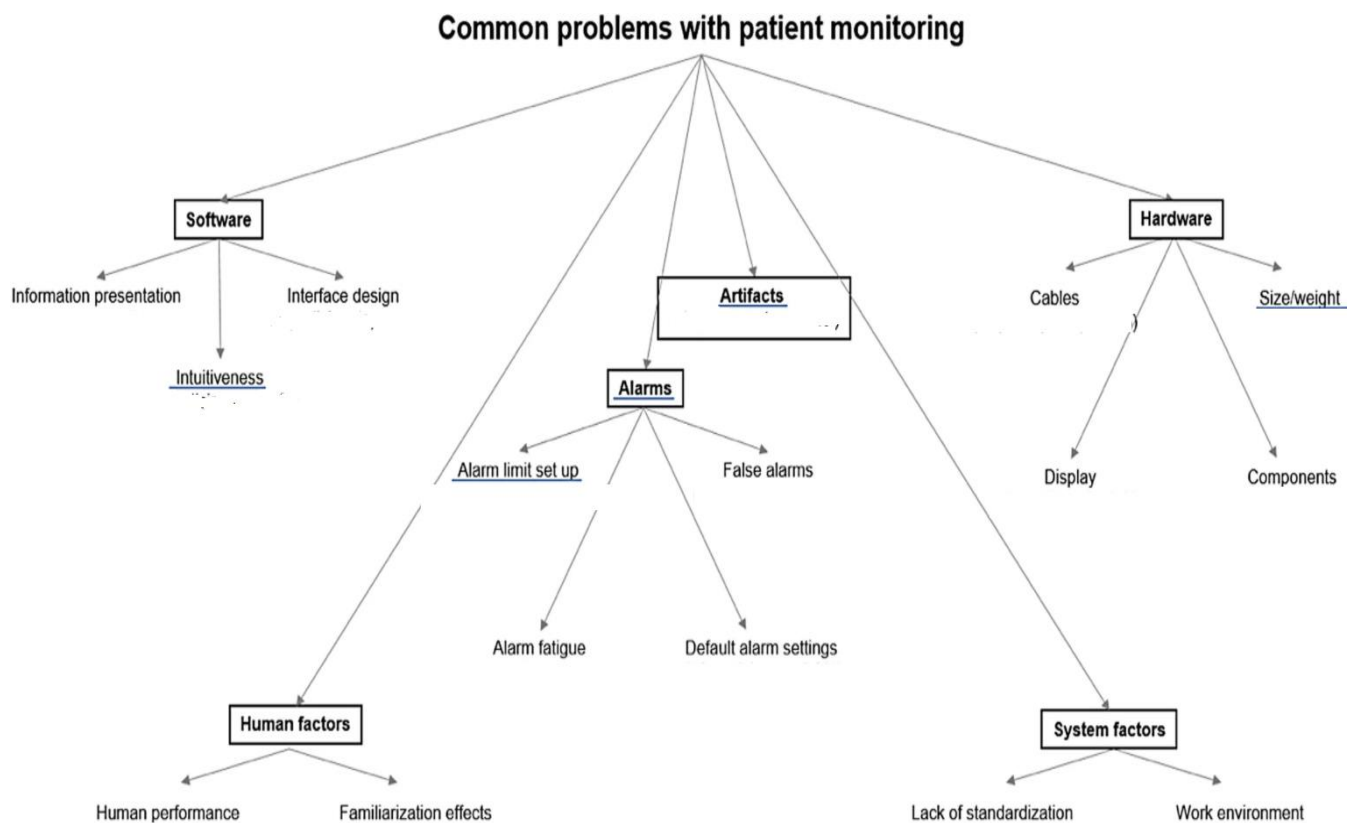 Common problems with patient monitoring
Software
Hardware
Information presentation
Interface design
Artifacts
Cables
Size/weight
)
Intuitiveness
Alarms
Alarm limit set up
False alarms
Display
Components
Alarm fatigue
Default alarm settings
Human factors
System factors
Human performance
Familiarization effects
Lack of standardization
Work environment